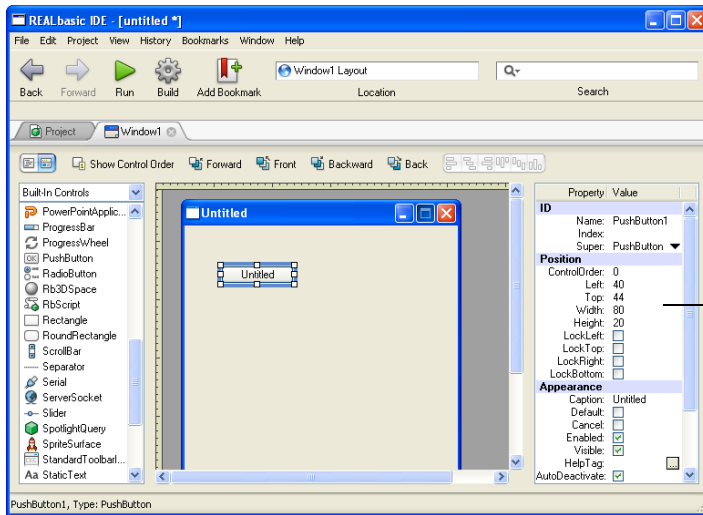 REALbasic IDE - [untitled *]
File Edit Project View History Bookmarks Window Help
Window1 Layout
Back Forward Run Build Add Bookmark Location Search
Project Window1
Show Control Order Forward Front Backward Back
Built-In Controls
PowerPointApplic...
ProgressBar
ProgressWheel
PushButton
RadioButton
Rb3DSpace
RbScript
Rectangle
RoundRectangle
ScrollBar
Separator
Serial
ServerSocket
Slider
SpotlightQuery
SpriteSurface
StandardToolbarI...
Aa StaticText
Untitled
Untitled
Property Value
ID
Name: PushButton1
Index:
Super: PushButton
Position
ControlOrder: 0
Left: 40
Top: 44
Width: 80
Height: 20
LockLeft:
LockTop:
LockRight:
LockBottom:
Appearance
Caption: Untitled
Default:
Cancel:
Enabled:
Visible:
HelpTag: ...
AutoDeactivate:
PushButton1, Type: PushButton